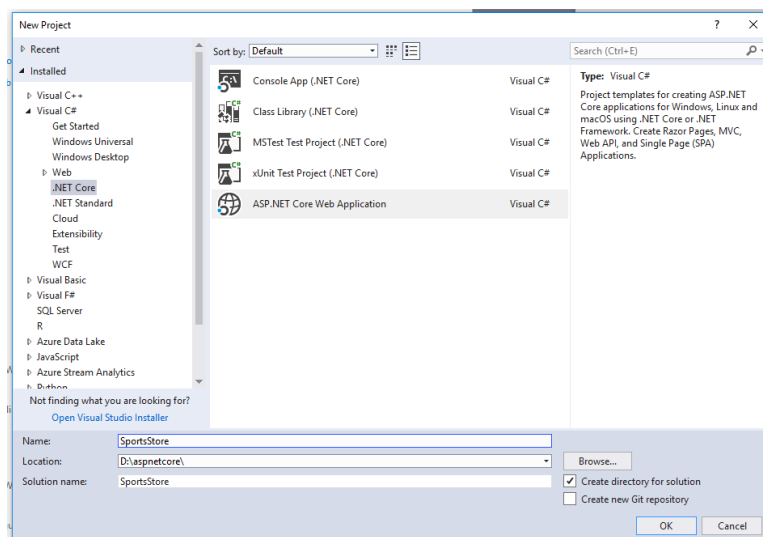 New Project
?
Recent
Installed
Visual C++
Visual C#
Get Started
Windows Universal
Windows Desktop
Web
.NET Core
.NET Standard
Cloud
Extensibility
Test
WCF
Visual Basic
Visual F#
SQL Server
R
Azure Data Lake
JavaScript
Azure Stream Analytics
Python
Not finding what you are looking for?
Open Visual Studio Installer
Sort by: Default
Search (Ctrl+E)
Console App (.NET Core) Visual C#
Class Library (.NET Core) Visual C#
MSTest Test Project (.NET Core) Visual C#
xUnit Test Project (.NET Core) Visual C#
ASP.NET Core Web Application Visual C#
Type: Visual C#
Project templates for creating ASP.NET
Core applications for Windows, Linux and
macOS using .NET Core or .NET
Framework. Create Razor Pages, MVC,
Web API, and Single Page (SPA)
Applications.
Name: SportsStore
Location: D:\aspnetcore\
Browse...
Solution name: SportsStore
Create directory for solution
Create new Git repository
OK
Cancel